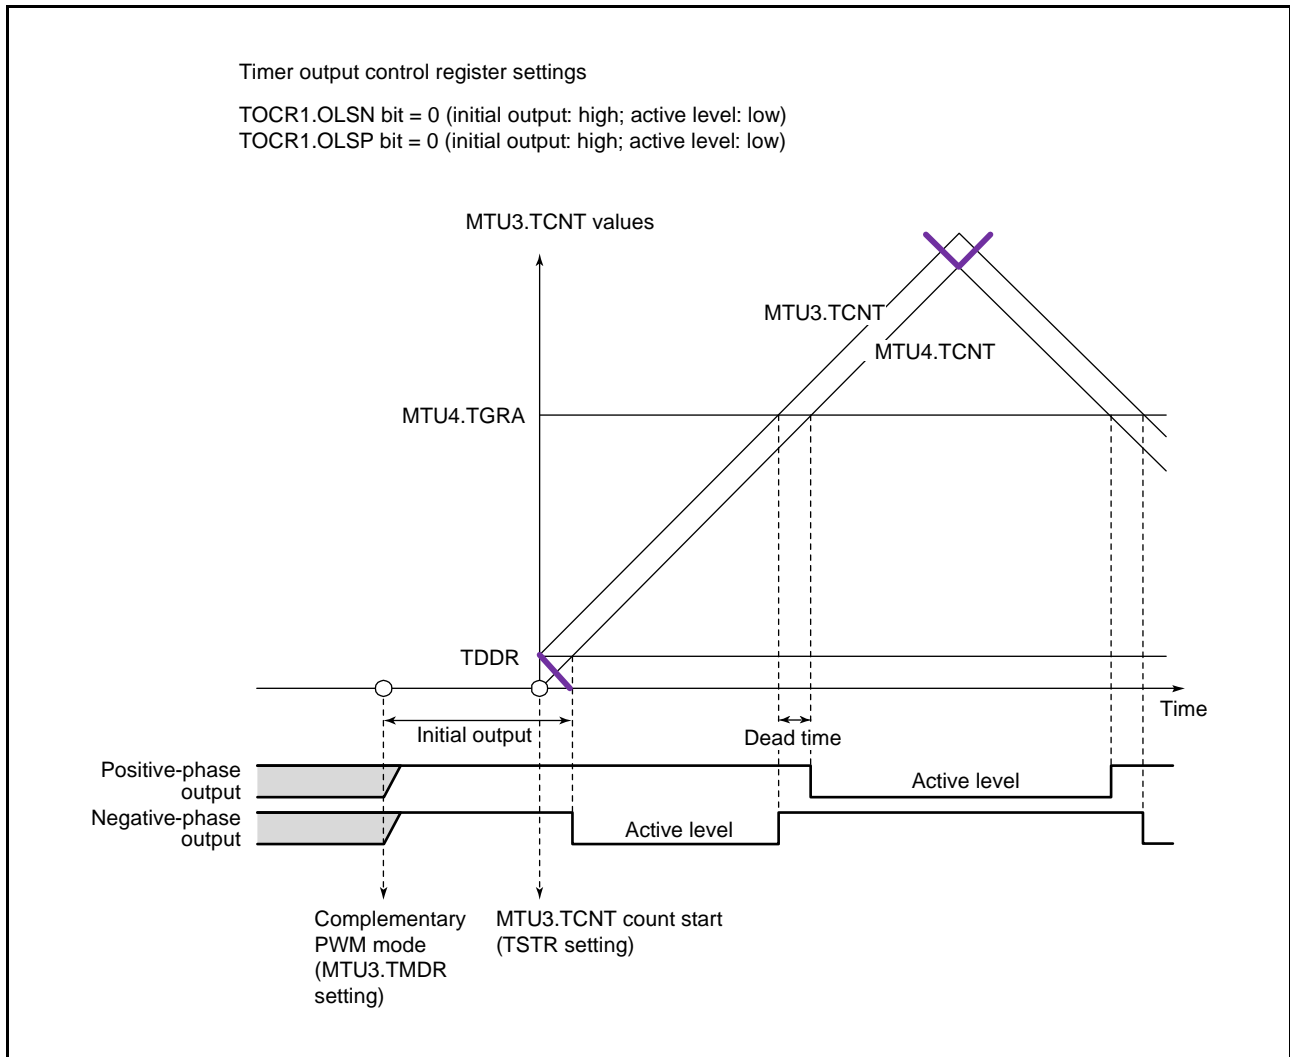 Timer output control register settings
TOCR1.OLSN bit = 0 (initial output: high; active level: low)
TOCR1.OLSP bit = 0 (initial output: high; active level: low)
MTU3.TCNT values
MTU3.TCNT
MTU4.TCNT
MTU4.TGRA
TDDR
Time
Initial output
Dead time
Positive-phase
output
Active level
Negative-phase
output
Active level
Complementary
PWM mode
(MTU3.TMDR
setting)
MTU3.TCNT count start
(TSTR setting)